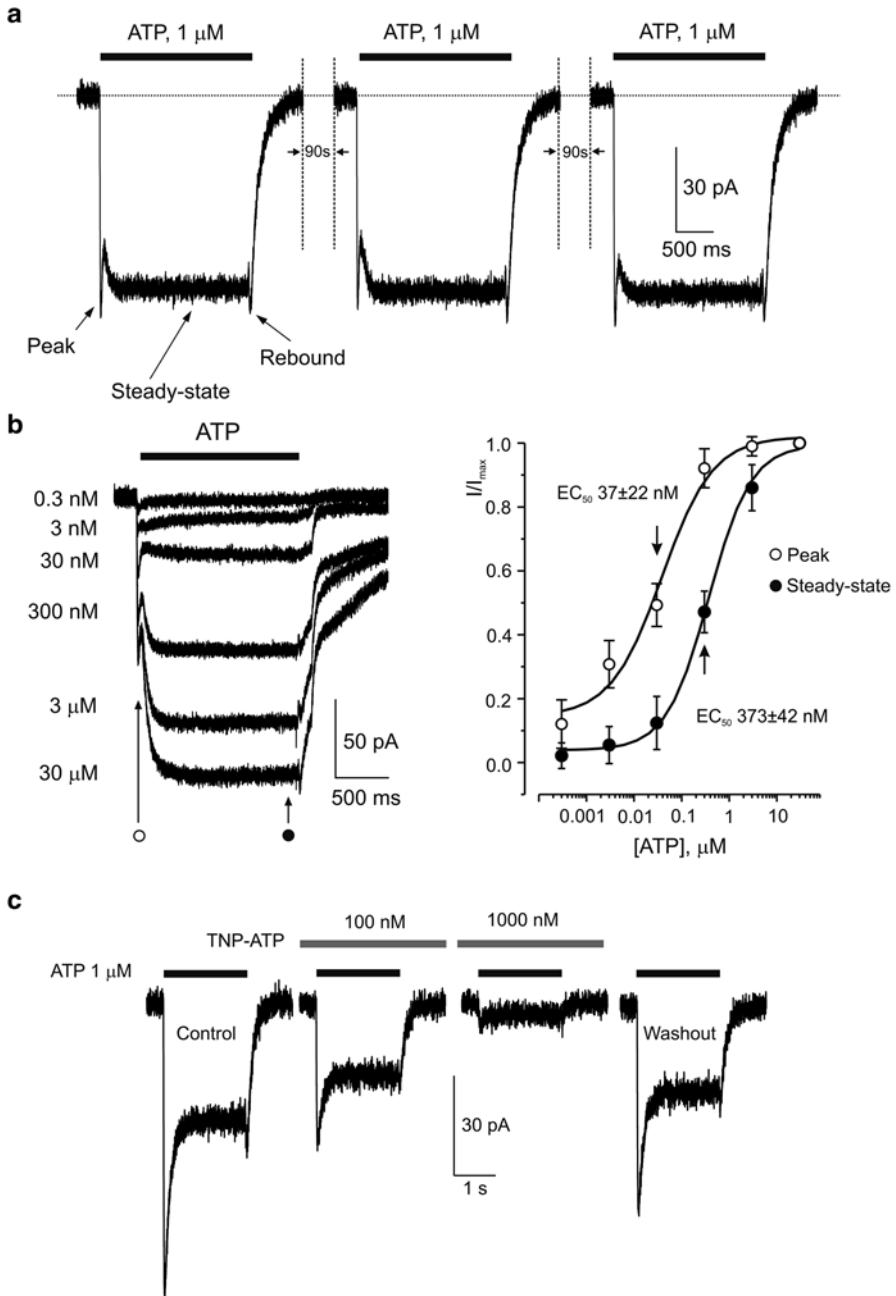 a
ATP, 1 μM
ATP, 1 μM
ATP, 1 μM
90s
90s
30 pA
500 ms
Peak
Steady-state
Rebound
b
ATP
0.3 nM
3 nM
30 nM
300 nM
3 μM
30 μM
50 pA
500 ms
I/Imax
1.0
0.8
0.6
0.4
0.2
0.0
EC50 37±22 nM
Peak
Steady-state
EC50 373±42 nM
0.001 0.01 0.1 1 10
[ATP], μM
c
100 nM
1000 nM
TNP-ATP
ATP 1 μM
Control
Washout
30 pA
1 s